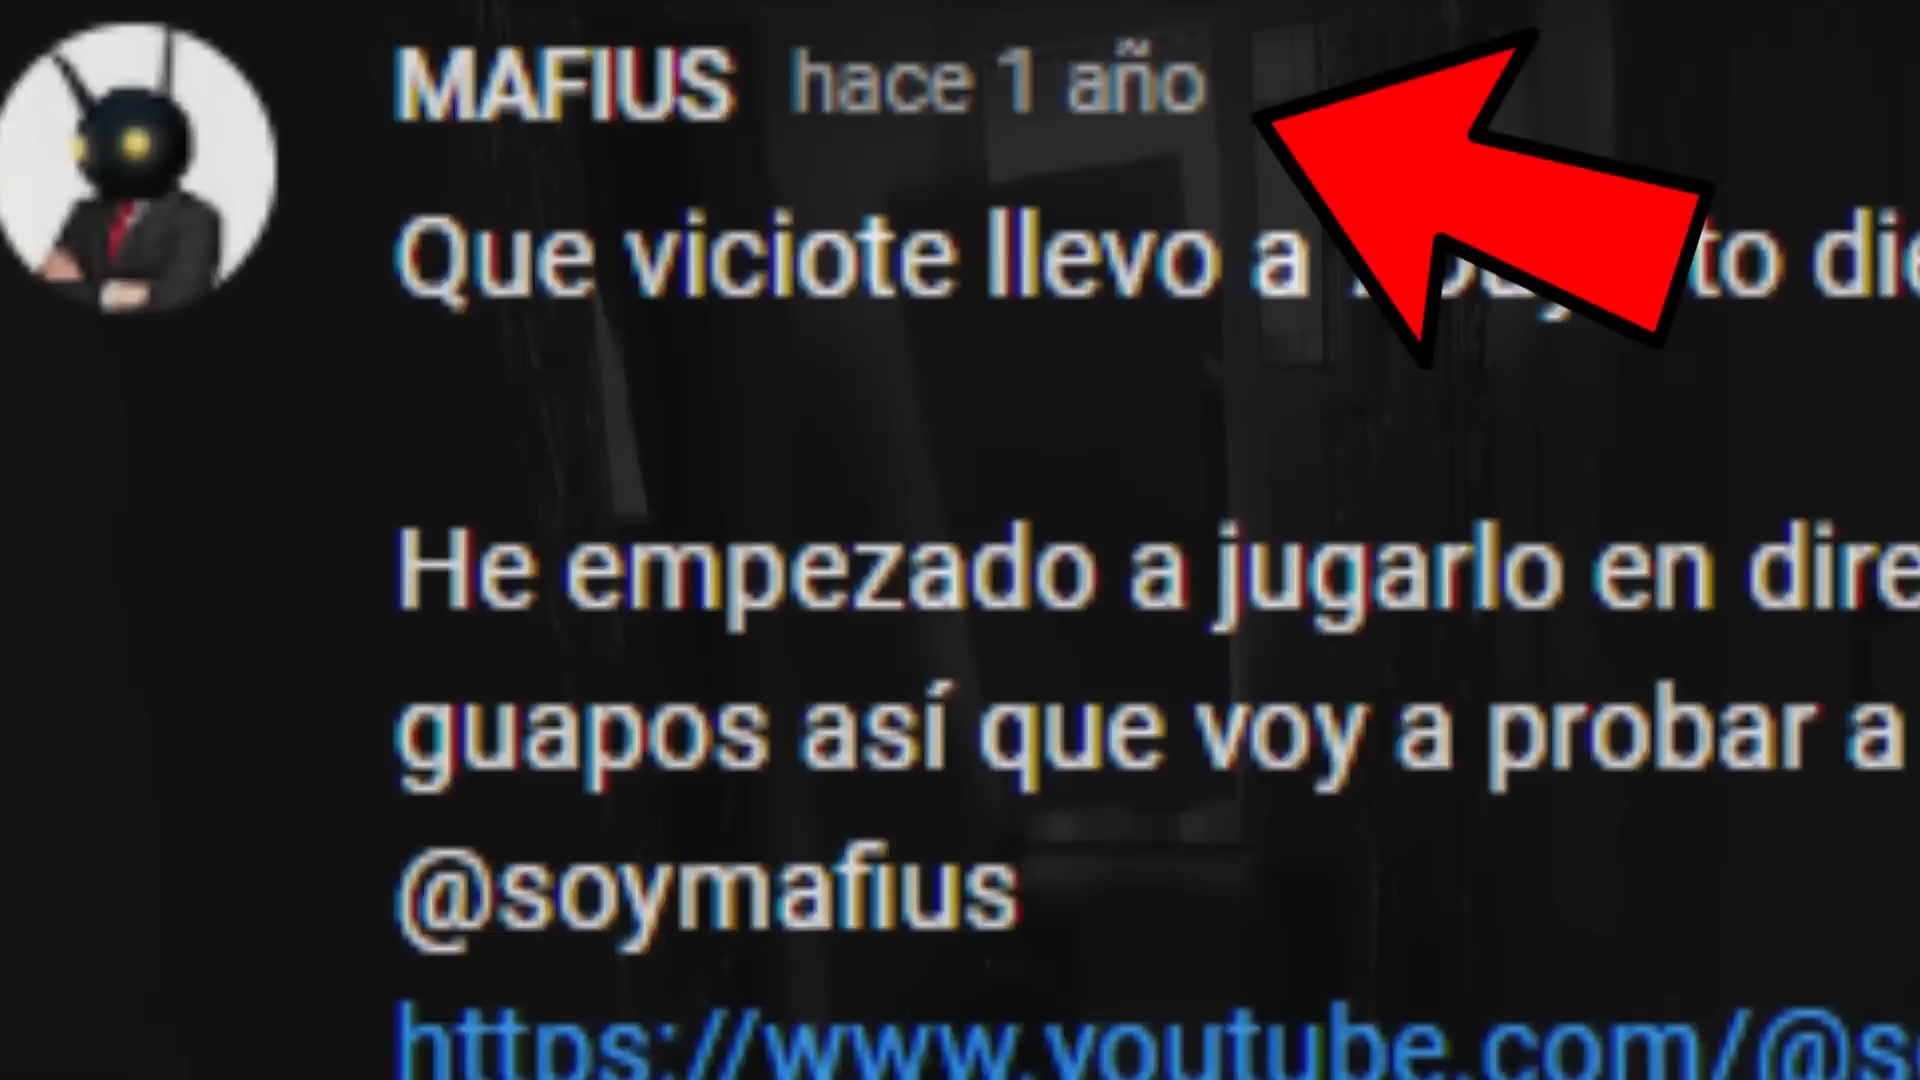 MAFIUS hace 1 año
Que viciote llevo a
He empezado a jugarlo en
guapos así que voy a probar a
@soymafius
https://www.youtube.com/@s